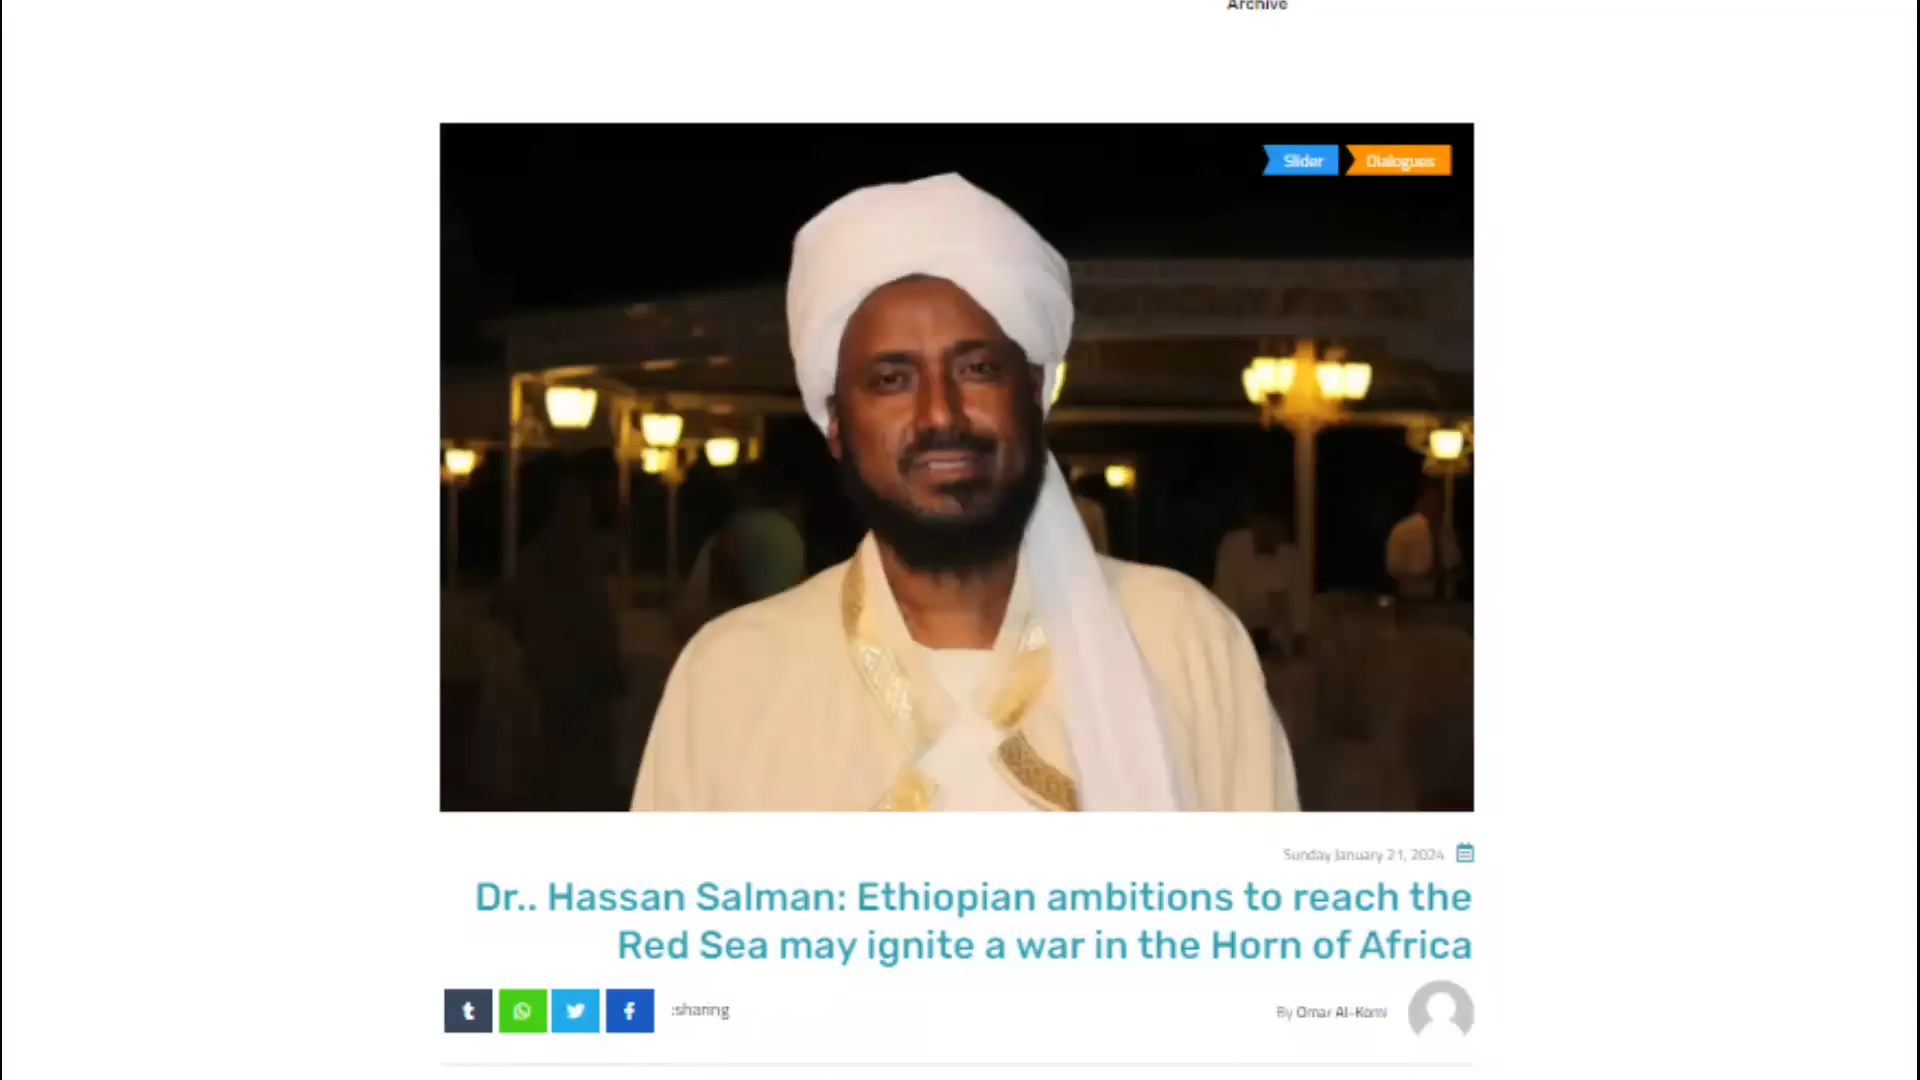 Archive
Slider
Dialogues
Sunday January 21, 2024
Dr.. Hassan Salman: Ethiopian ambitions to reach the
Red Sea may ignite a war in the Horn of Africa
:sharing
By Omar Al-Komi